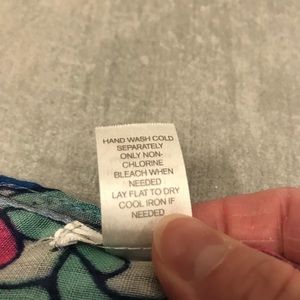 HAND WASH COLD
SEPARATELY
ONLY NON-
CHLORINE
BLEACH WHEN
NEEDED
LAY FLAT TO DRY
COOL IRON IF
NEEDED